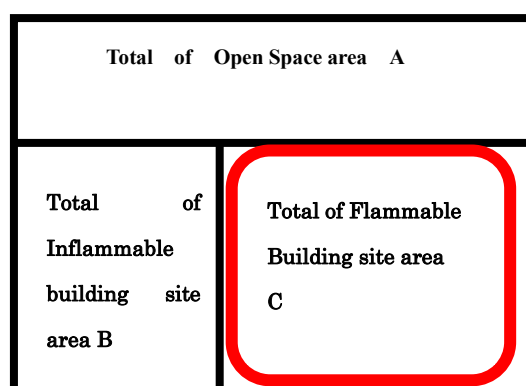 Total of Open Space area A
Total of
Inflammable
building site
area B
Total of Flammable
Building site area
C